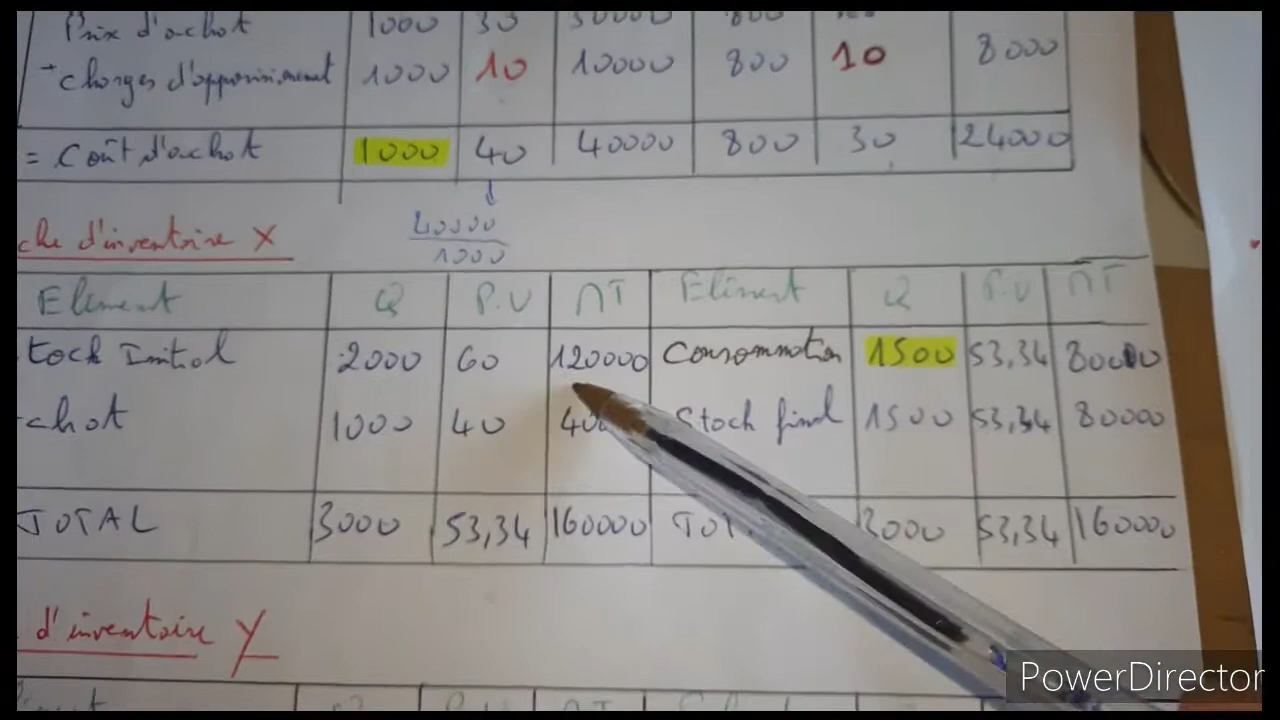 Prix d'achat 1000 30 30000 800
+ charges d'approvisionnement 1000 10 10000 800 10 8000
= Coût d'achat 1000 40 40000 800 30 24000
40000
1000
che d'inventaire X
Element Q P.U MT Elément Q P.U MT
tock Initial 2000 60 120000 Consommation 1500 53,34 80000
chat 1000 40 Stock final 1500 53,34 80000
TOTAL 3000 53,34 160000 TOT. 3000 53,34 160000
d'inventaire Y
PowerDirector